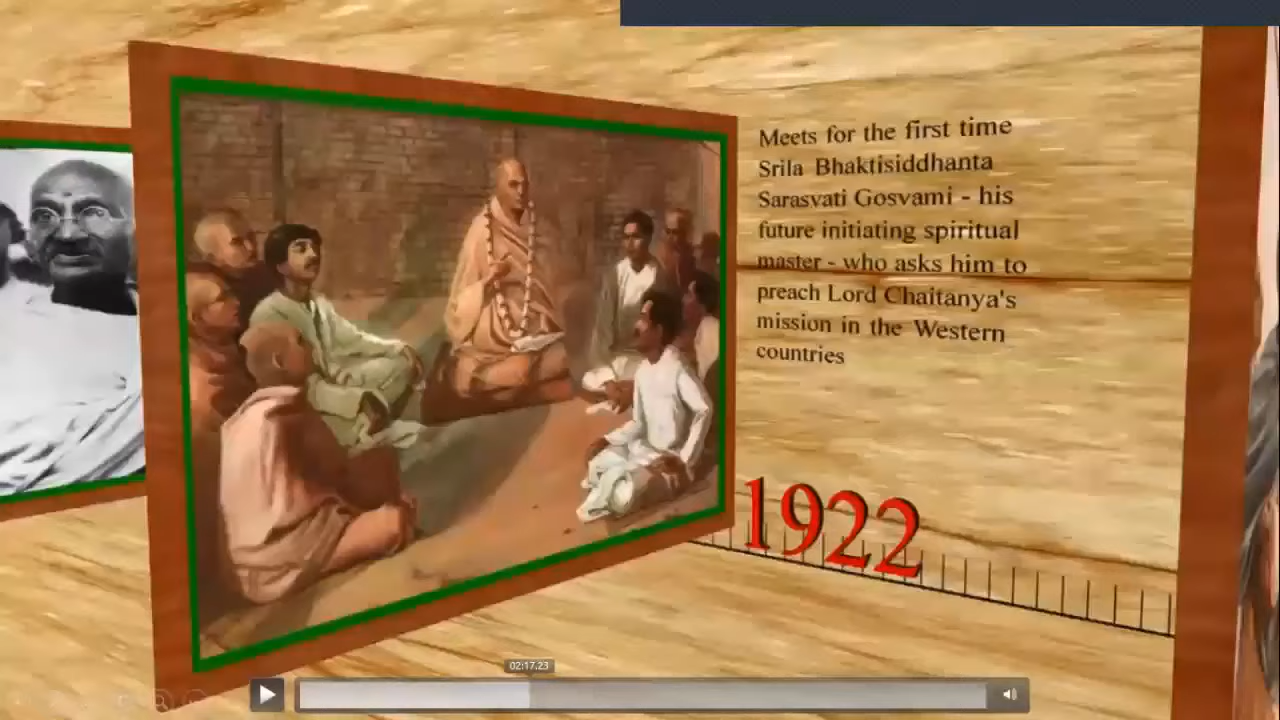 Meets for the first time
Srila Bhaktisiddhanta
Sarasvati Gosvami - his
future initiating spiritual
master - who asks him to
preach Lord Chaitanya's
mission in the Western
countries
1922
02:17.23